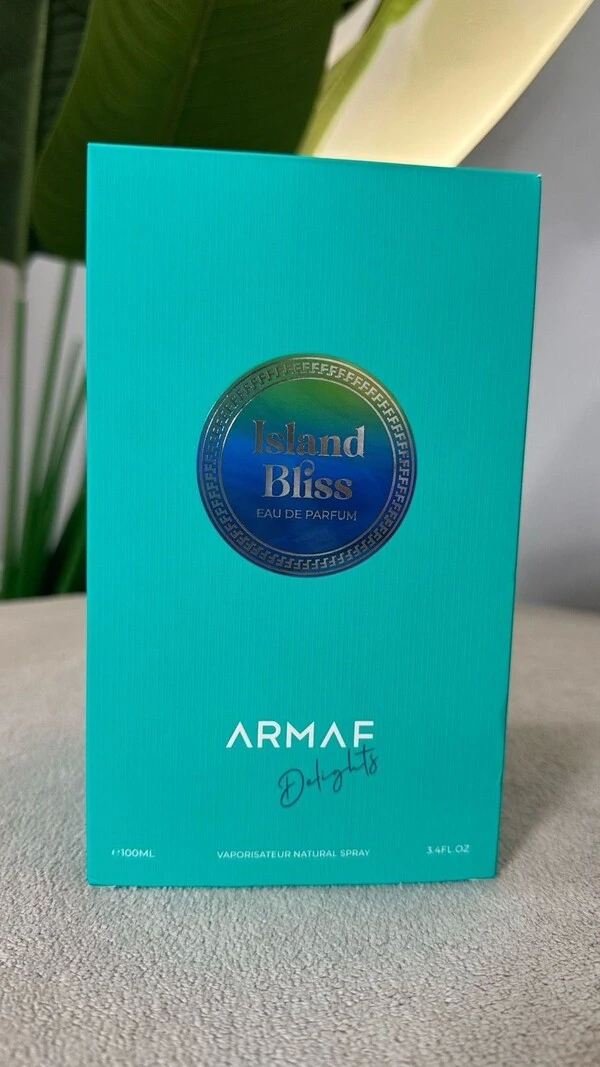 Island
Bliss
EAU DE PARFUM
ARMAF
Delights
℮100ML
VAPORISATEUR NATURAL SPRAY
3.4FL.OZ